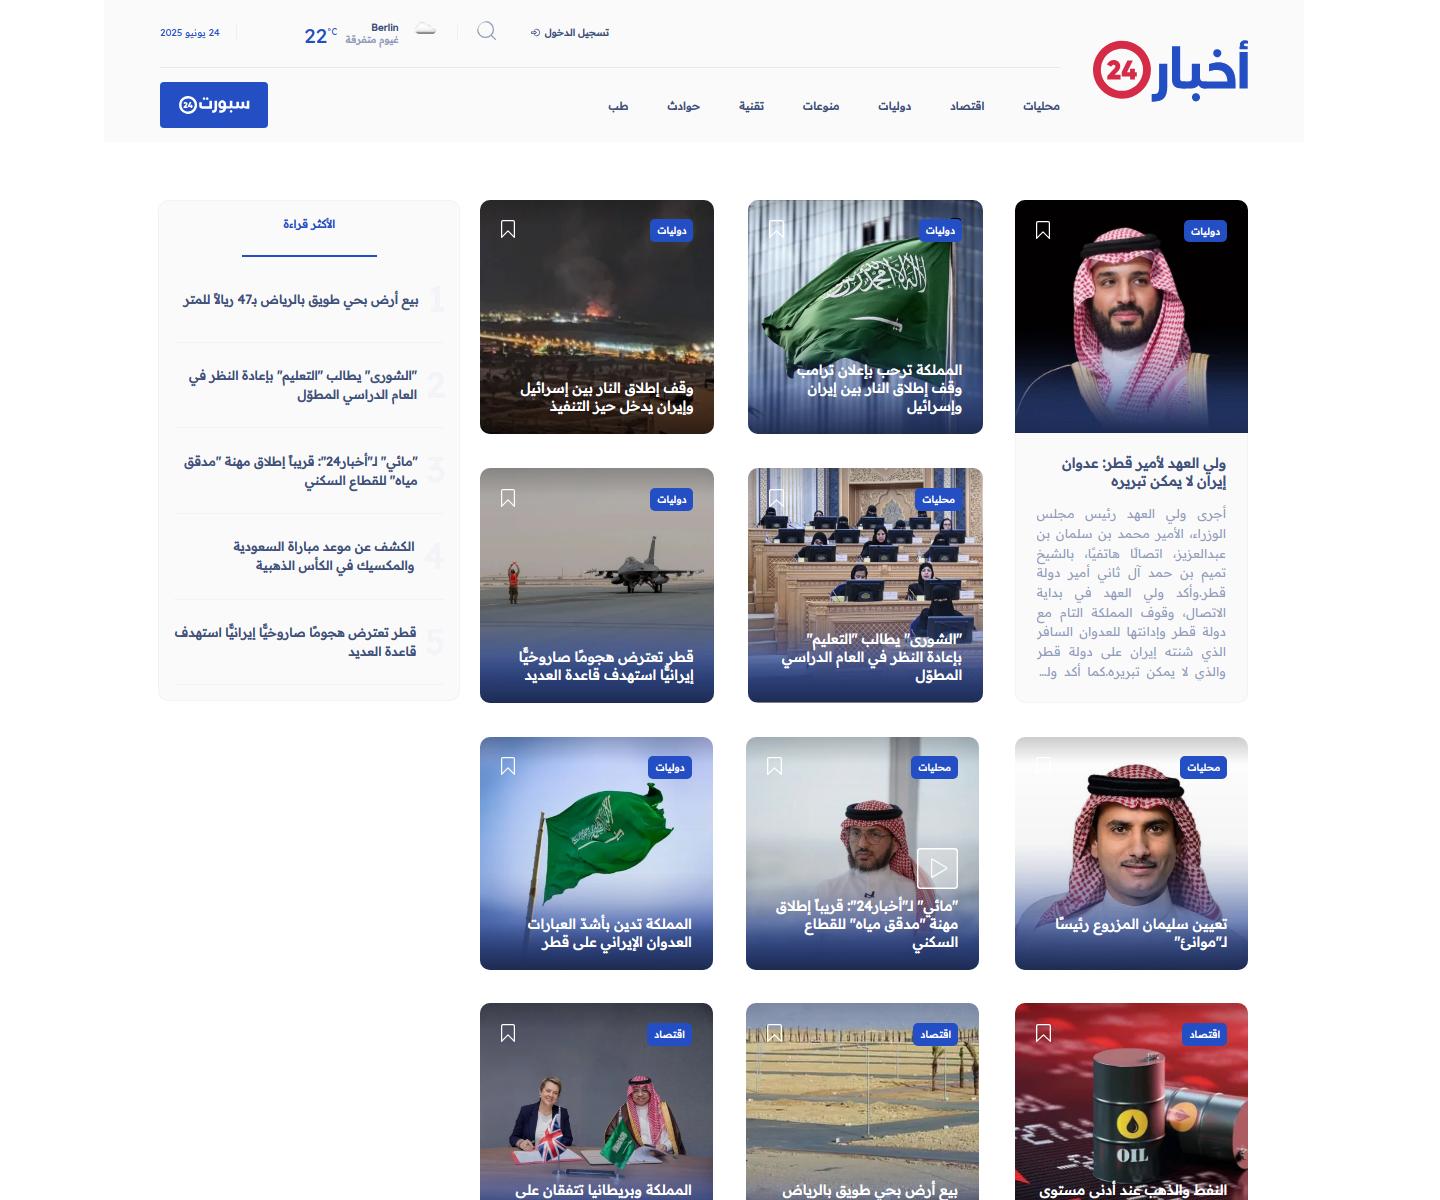 أخبار24
تسجيل الدخول
Berlin
غيوم متفرقة
22°C
24 يونيو 2025
محليات
اقتصاد
دوليات
منوعات
تقنية
حوادث
طب
سبورت24
دوليات
ولي العهد لأمير قطر: عدوان
إيران لا يمكن تبريره
أجرى ولي العهد رئيس مجلس
الوزراء، الأمير محمد بن سلمان بن
عبدالعزيز، اتصالًا هاتفيًا، بالشيخ
تميم بن حمد آل ثاني أمير دولة
قطر.وأكد ولي العهد في بداية
الاتصال، وقوف المملكة التام مع
دولة قطر وإدانتها للعدوان السافر
الذي شنته إيران على دولة قطر
والذي لا يمكن تبريره.كما أكد ولـ...
دوليات
المملكة ترحب بإعلان ترامب
وقف إطلاق النار بين إيران
وإسرائيل
دوليات
وقف إطلاق النار بين إسرائيل
وإيران يدخل حيز التنفيذ
محليات
"الشورى" يطالب "التعليم"
بإعادة النظر في العام الدراسي
المطوّل
دوليات
قطر تعترض هجومًا صاروخيًّا
إيرانيًّا استهدف قاعدة العديد
محليات
تعيين سليمان المزروع رئيسًا
لـ"موانئ"
محليات
"مائي" لـ"أخبار24": قريباً إطلاق
مهنة "مدقق مياه" للقطاع
السكني
دوليات
المملكة تدين بأشدّ العبارات
العدوان الإيراني على قطر
اقتصاد
OIL
النفط والذهب عند أدنى مستوى
اقتصاد
بيع أرض بحي طويق بالرياض
اقتصاد
المملكة وبريطانيا تتفقان على
الأكثر قراءة
1
بيع أرض بحي طويق بالرياض بـ47 ريالاً للمتر
2
"الشورى" يطالب "التعليم" بإعادة النظر في
العام الدراسي المطوّل
3
"مائي" لـ"أخبار24": قريباً إطلاق مهنة "مدقق
مياه" للقطاع السكني
4
الكشف عن موعد مباراة السعودية
والمكسيك في الكأس الذهبية
5
قطر تعترض هجومًا صاروخيًّا إيرانيًّا استهدف
قاعدة العديد